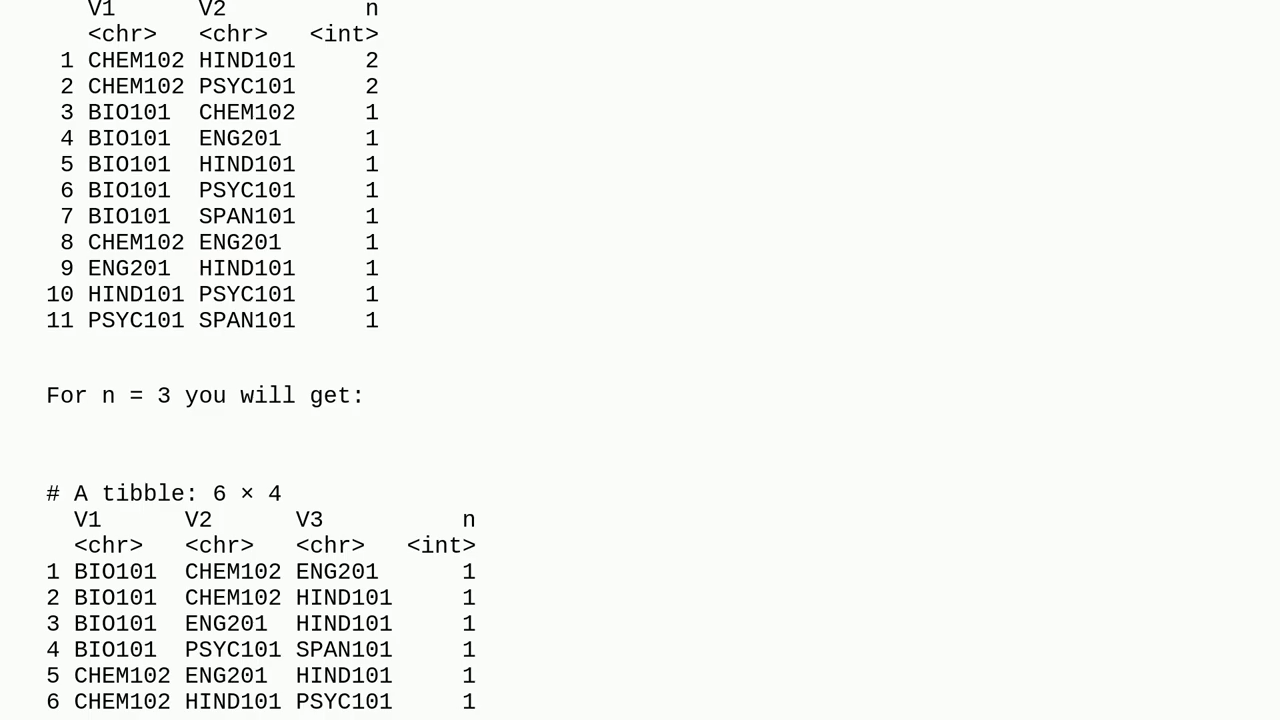 V1 V2 n
<chr> <chr> <int>
1 CHEM102 HIND101 2
2 CHEM102 PSYC101 2
3 BIO101 CHEM102 1
4 BIO101 ENG201 1
5 BIO101 HIND101 1
6 BIO101 PSYC101 1
7 BIO101 SPAN101 1
8 CHEM102 ENG201 1
9 ENG201 HIND101 1
10 HIND101 PSYC101 1
11 PSYC101 SPAN101 1
For n = 3 you will get:
# A tibble: 6 × 4
V1 V2 V3 n
<chr> <chr> <chr> <int>
1 BIO101 CHEM102 ENG201 1
2 BIO101 CHEM102 HIND101 1
3 BIO101 ENG201 HIND101 1
4 BIO101 PSYC101 SPAN101 1
5 CHEM102 ENG201 HIND101 1
6 CHEM102 HIND101 PSYC101 1